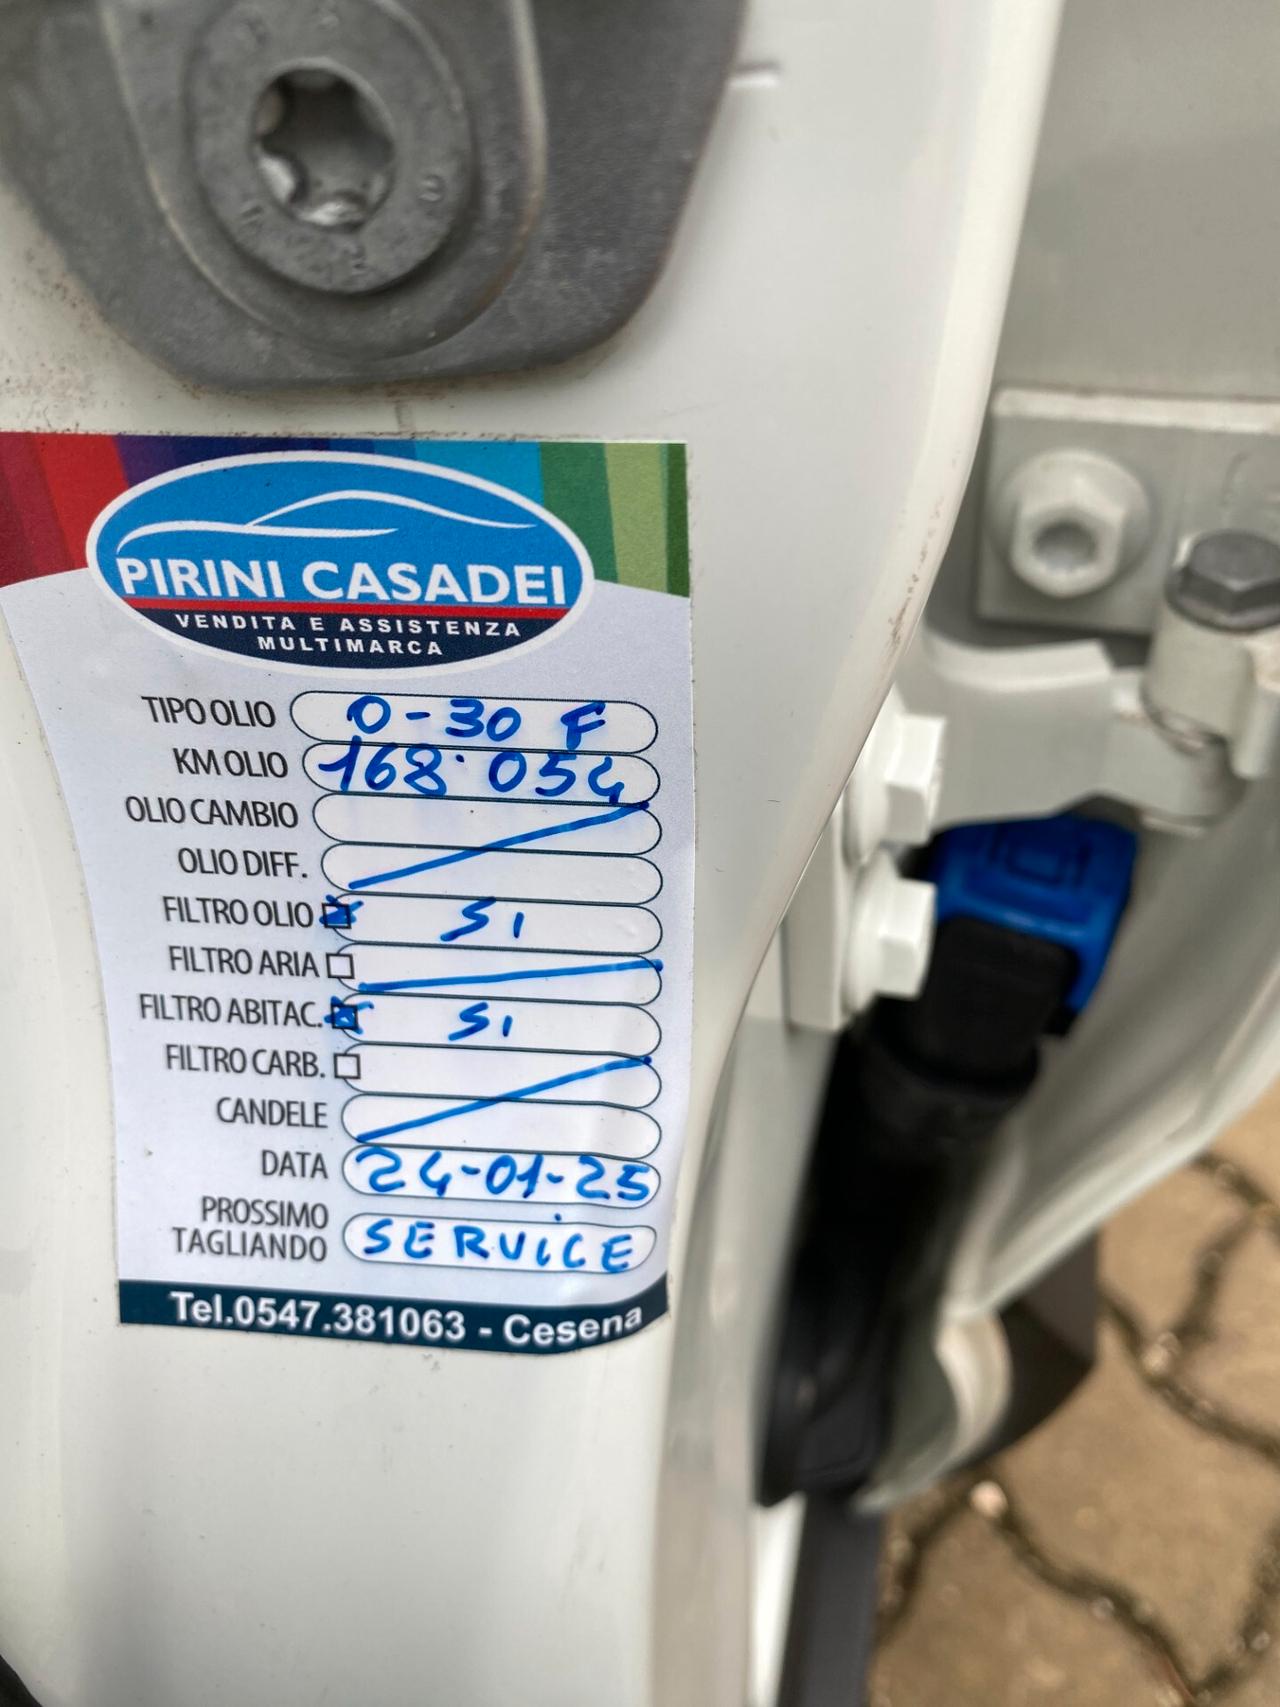 PIRINI CASADEI
VENDITA E ASSISTENZA
MULTIMARCA
TIPO OLIO 0-30 F
KM OLIO 168.054
OLIO CAMBIO
OLIO DIFF.
FILTRO OLIO SI
FILTRO ARIA
FILTRO ABITAC. SI
FILTRO CARB.
CANDELE
DATA 24-01-25
PROSSIMO
TAGLIANDO SERVICE
Tel.0547.381063 - Cesena